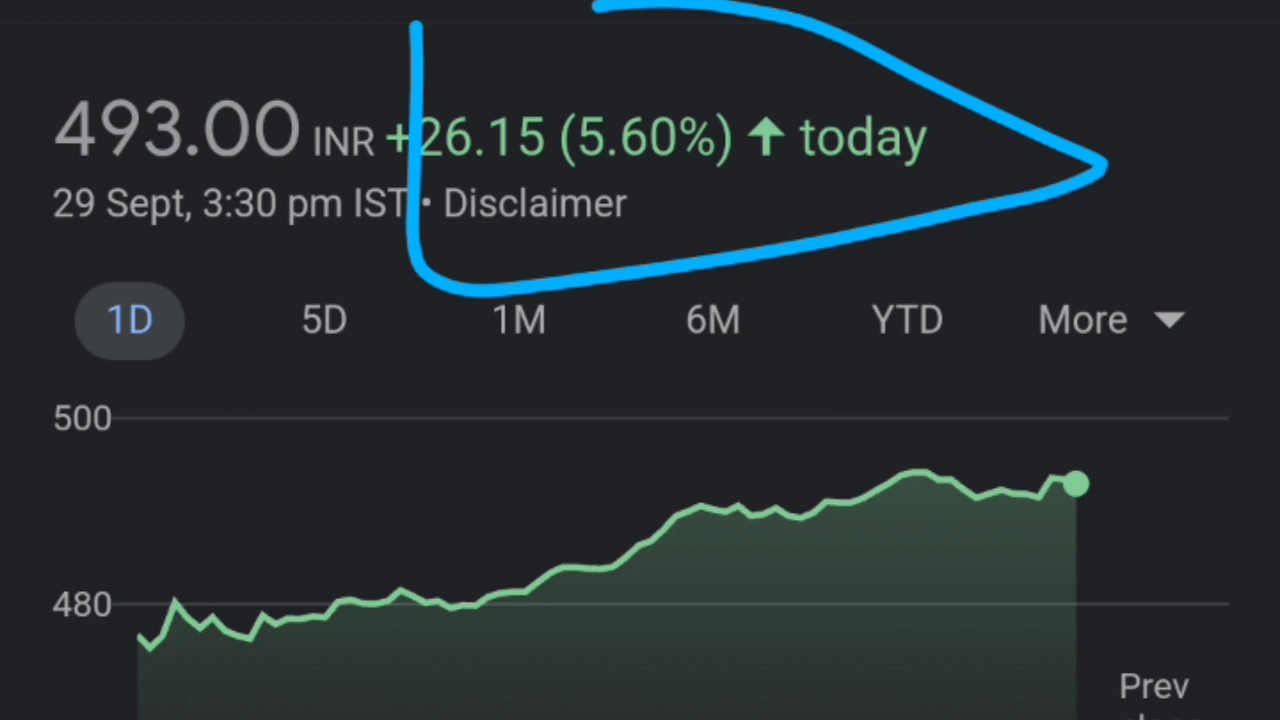 493.00 INR +26.15 (5.60%) ↑ today
29 Sept, 3:30 pm IST • Disclaimer
1D 5D 1M 6M YTD More
500
480
Prev